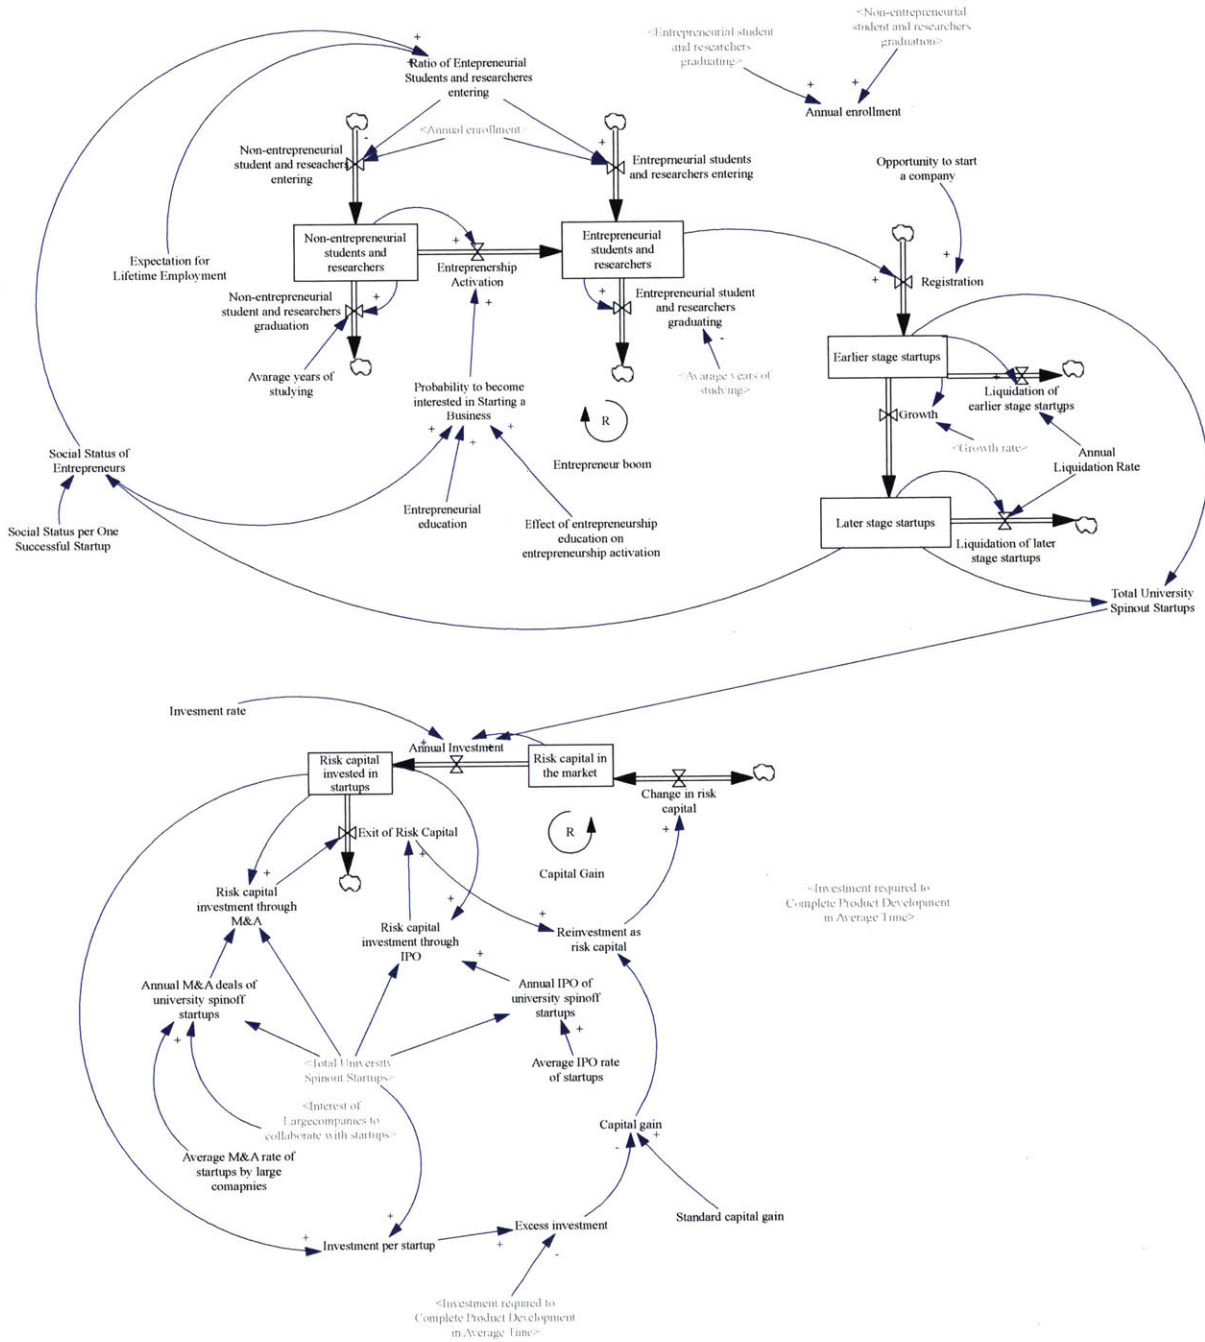 <Non-entrepreneurial
student and researchers
graduation>
<Entrepreneurial student
and researchers
graduating>
+
Ratio of Entepreneurial
Students and researcheres
entering
+
+
Annual enrollment
<Annual enrollment>
Non-entrepreneurial
student and reseachers
entering
-
+
Entrepmeurial students
and researchers entering
Opportunity to start
a company
Non-entrepreneurial
students and
researchers
+
Entreprenership
Activation
Entrepreneurial
students and
researchers
Expectation for
Lifetime Employment
+
+
Registration
Non-entrepreneurial
student and researchers
graduation
+
+
+
Entrepreneurial student
and researchers
graduating
-
Earlier stage startups
Avarage years of
studying
<Avarage years of
studying>
Probability to become
interested in Starting a
Business
+
Liquidation of
earlier stage startups
Growth
R
Entrepreneur boom
<Growth rate>
Annual
Liquidation Rate
+
+
+
+
Social Status of
Entrepreneurs
Entrepreneurial
education
Effect of entrepreneurship
education on
entrepreneurship activation
Social Status per One
Successful Startup
Later stage startups
Liquidation of later
stage startups
Total University
Spinout Startups
Invesment rate
+
Annual Investment
+
Risk capital
invested in
startups
Risk capital in
the market
Change in risk
capital
+
R
Capital Gain
Exit of Risk Capital
+
+
Risk capital
investment through
M&A
+
+
Risk capital
investment through
IPO
Reinvestment as
risk capital
<Investment required to
Complete Product Development
in Average Time>
+
Annual M&A deals of
university spinoff
startups
Annual IPO of
university spinoff
startups
+
+
Average IPO rate
of startups
<Total University
Spinout Startups>
<Interest of
Largecompanies to
collaborate with startups>
Average M&A rate of
startups by large
comapnies
Capital gain
+
-
Standard capital gain
+
+
Investment per startup
+
Excess investment
-
<Investment required to
Complete Product Development
in Average Time>